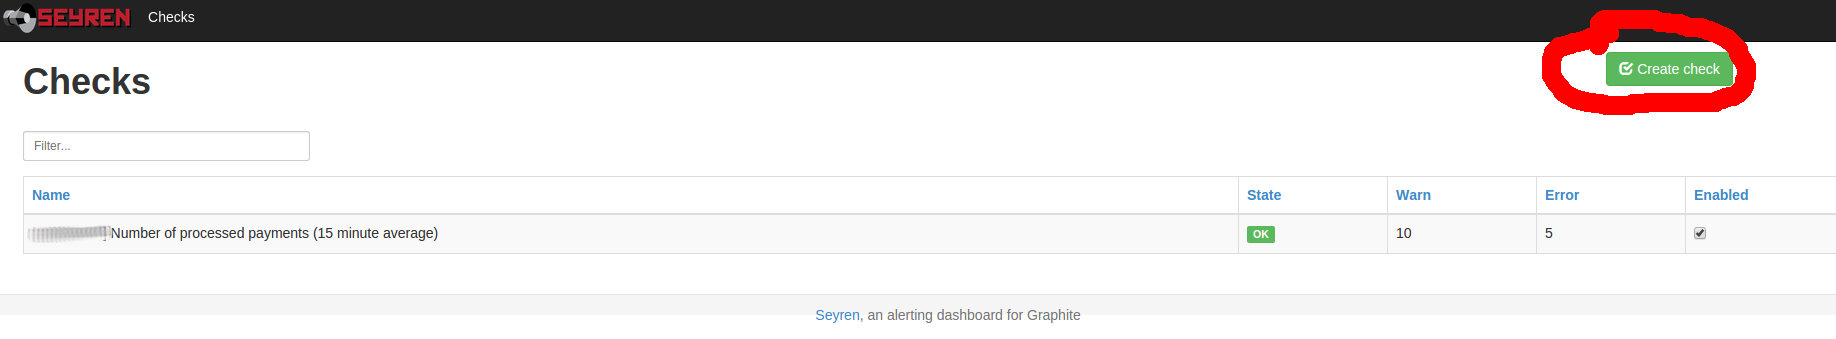 SEYREN Checks
Checks
Create check
Filter...
Name State Warn Error Enabled
Number of processed payments (15 minute average) OK 10 5
Seyren, an alerting dashboard for Graphite